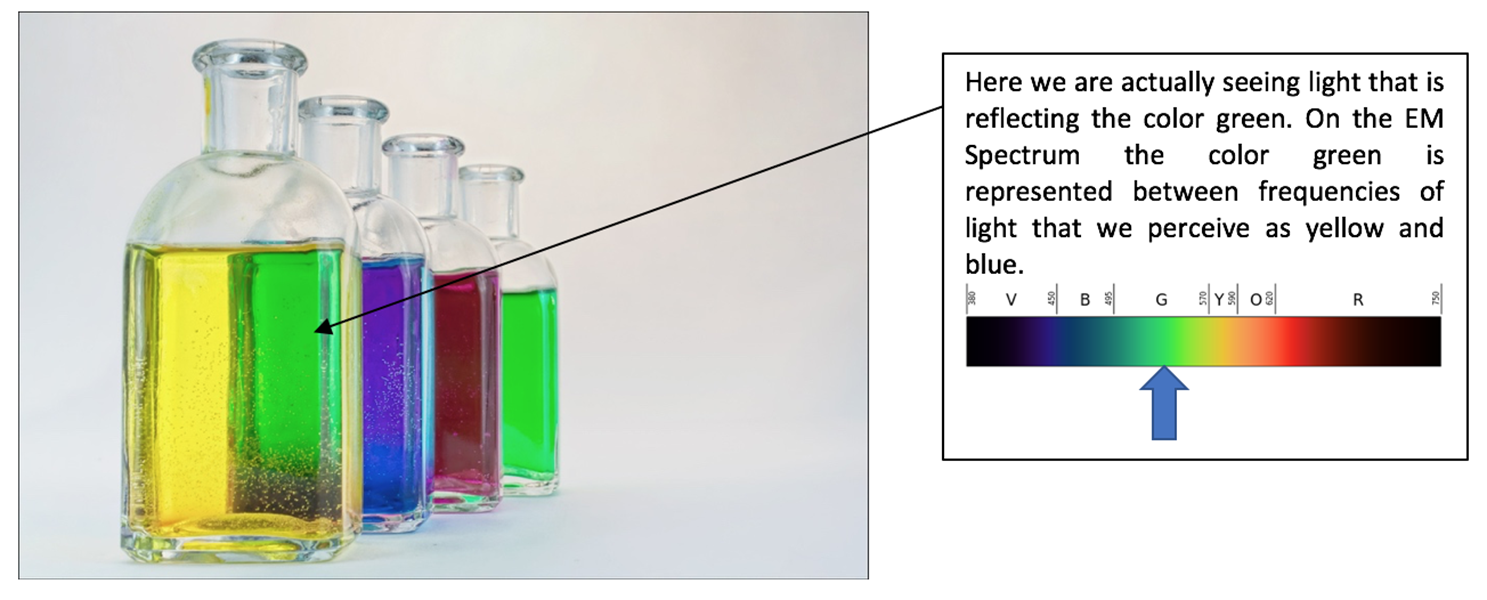 Here we are actually seeing light that is
reflecting the color green. On the EM
Spectrum the color green is
represented between frequencies of
light that we perceive as yellow and
blue.
380 V 450 B 495 G 570 Y 590 O 620 R 750